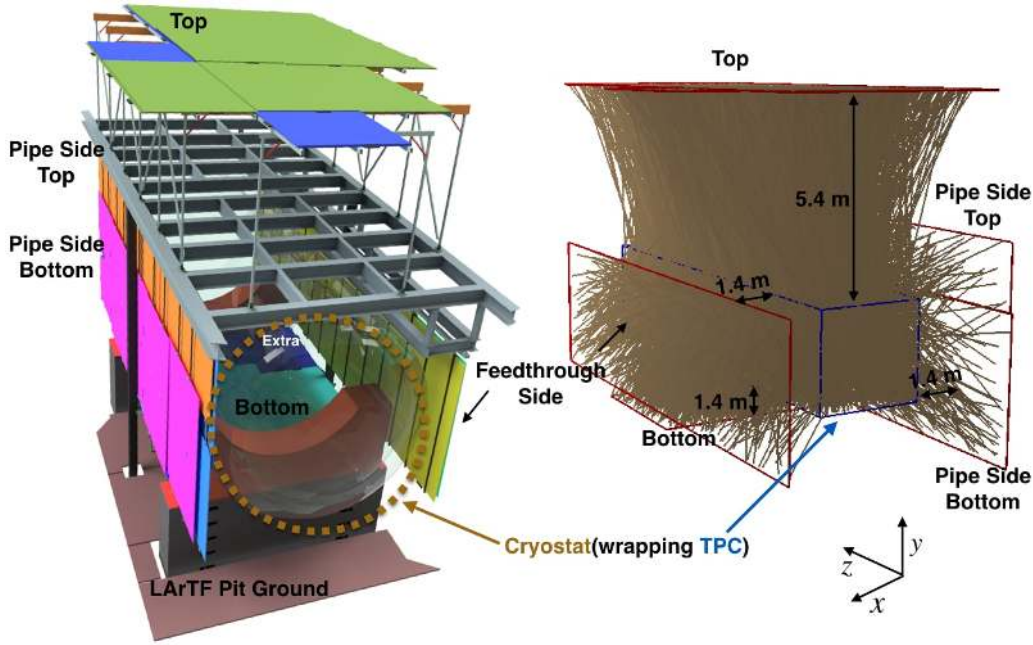 Top
Pipe Side
Top
Pipe Side
Bottom
Extra
Bottom
Feedthrough
Side
Cryostat(wrapping TPC)
LArTF Pit Ground
Top
5.4 m
Pipe Side
Top
1.4 m
1.4 m
1.4 m
Bottom
Pipe Side
Bottom
y
z
x